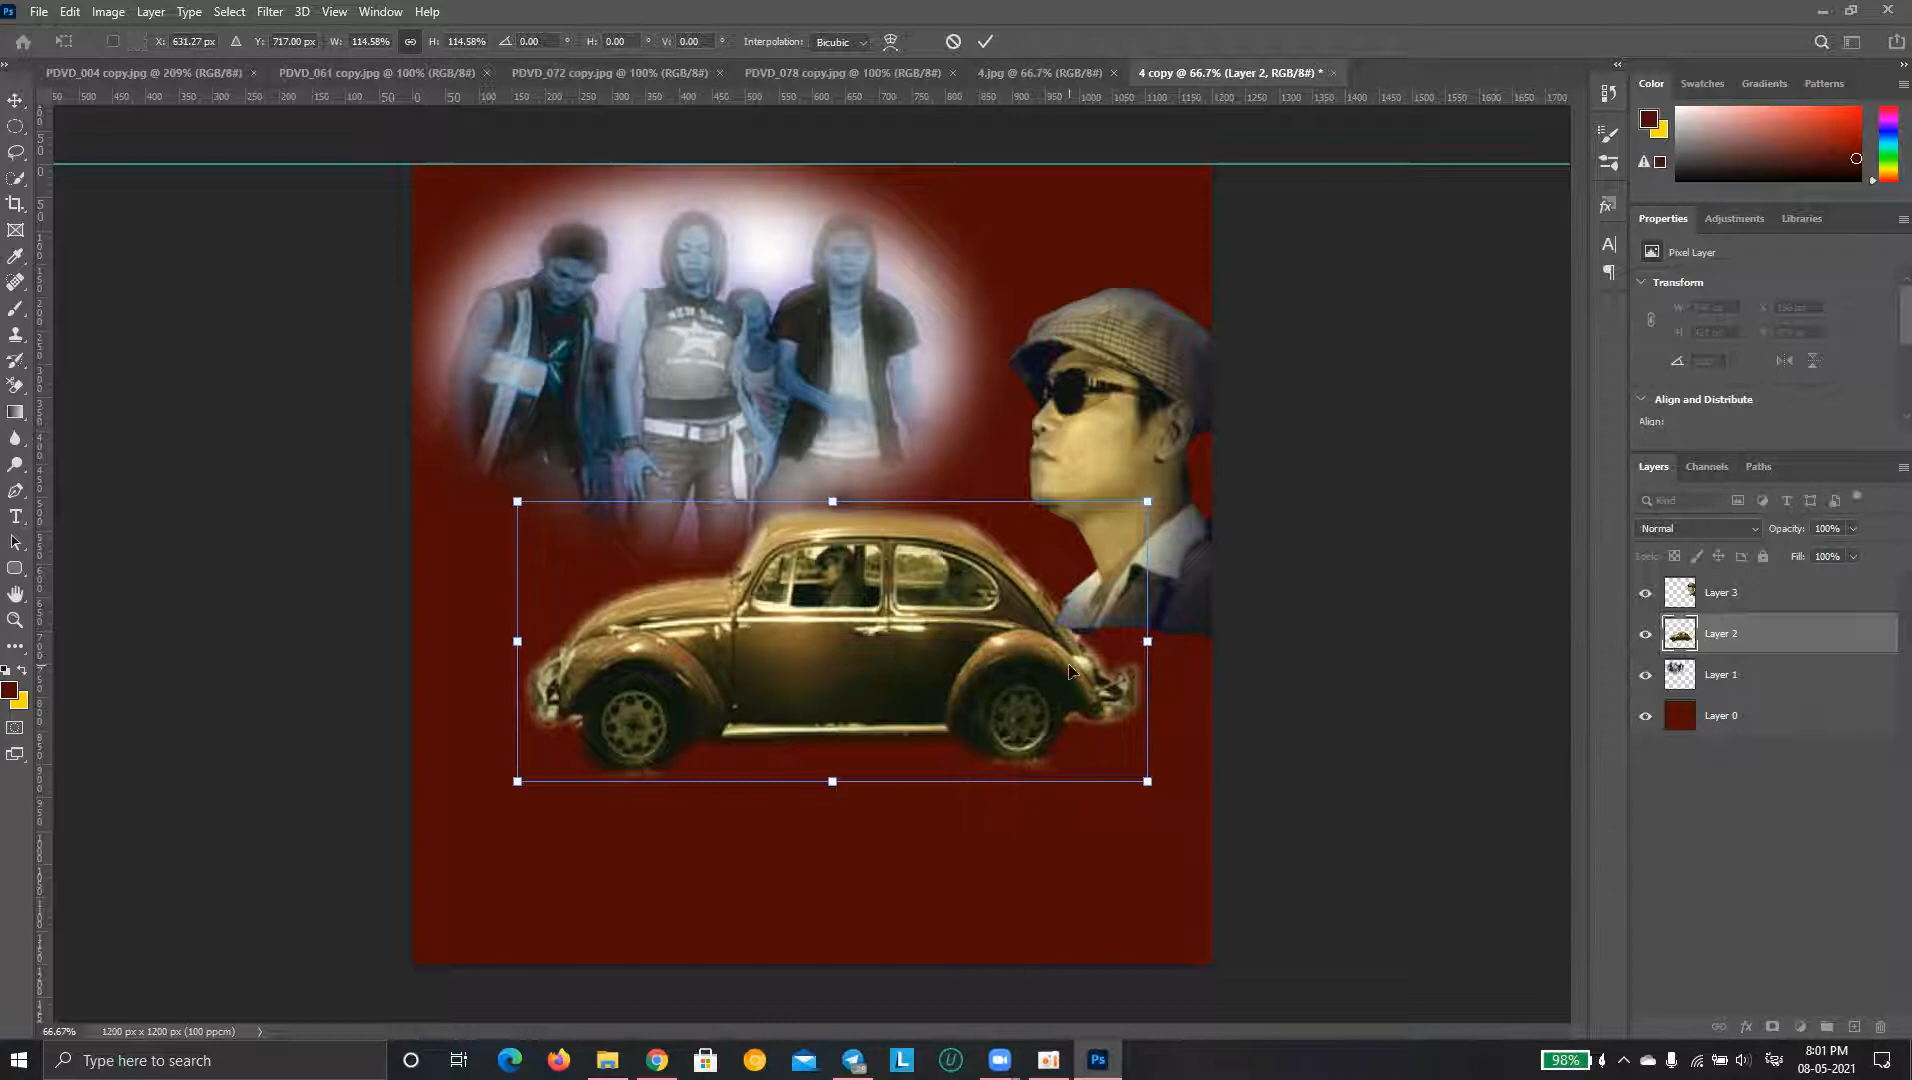 File Edit Image Layer Type Select Filter 3D View Window Help
X: 631.27 px Y: 717.00 px W: 114.58% H: 114.58% 0.00 ° H: 0.00 ° V: 0.00 ° Interpolation: Bicubic
PDVD_004 copy.jpg @ 209% (RGB/8#) × PDVD_061 copy.jpg @ 100% (RGB/8#) × PDVD_072 copy.jpg @ 100% (RGB/8#) × PDVD_078 copy.jpg @ 100% (RGB/8#) × 4.jpg @ 66.7% (RGB/8#) × 4 copy @ 66.7% (Layer 2, RGB/8#) * ×
Color Swatches Gradients Patterns
Properties Adjustments Libraries
Pixel Layer
Transform
Align and Distribute
Align:
Layers Channels Paths
Kind
Normal Opacity: 100%
Lock: Fill: 100%
Layer 3
Layer 2
Layer 1
Layer 0
66.67% 1200 px x 1200 px (100 ppcm)
Type here to search
98%
8:01 PM
08-05-2021